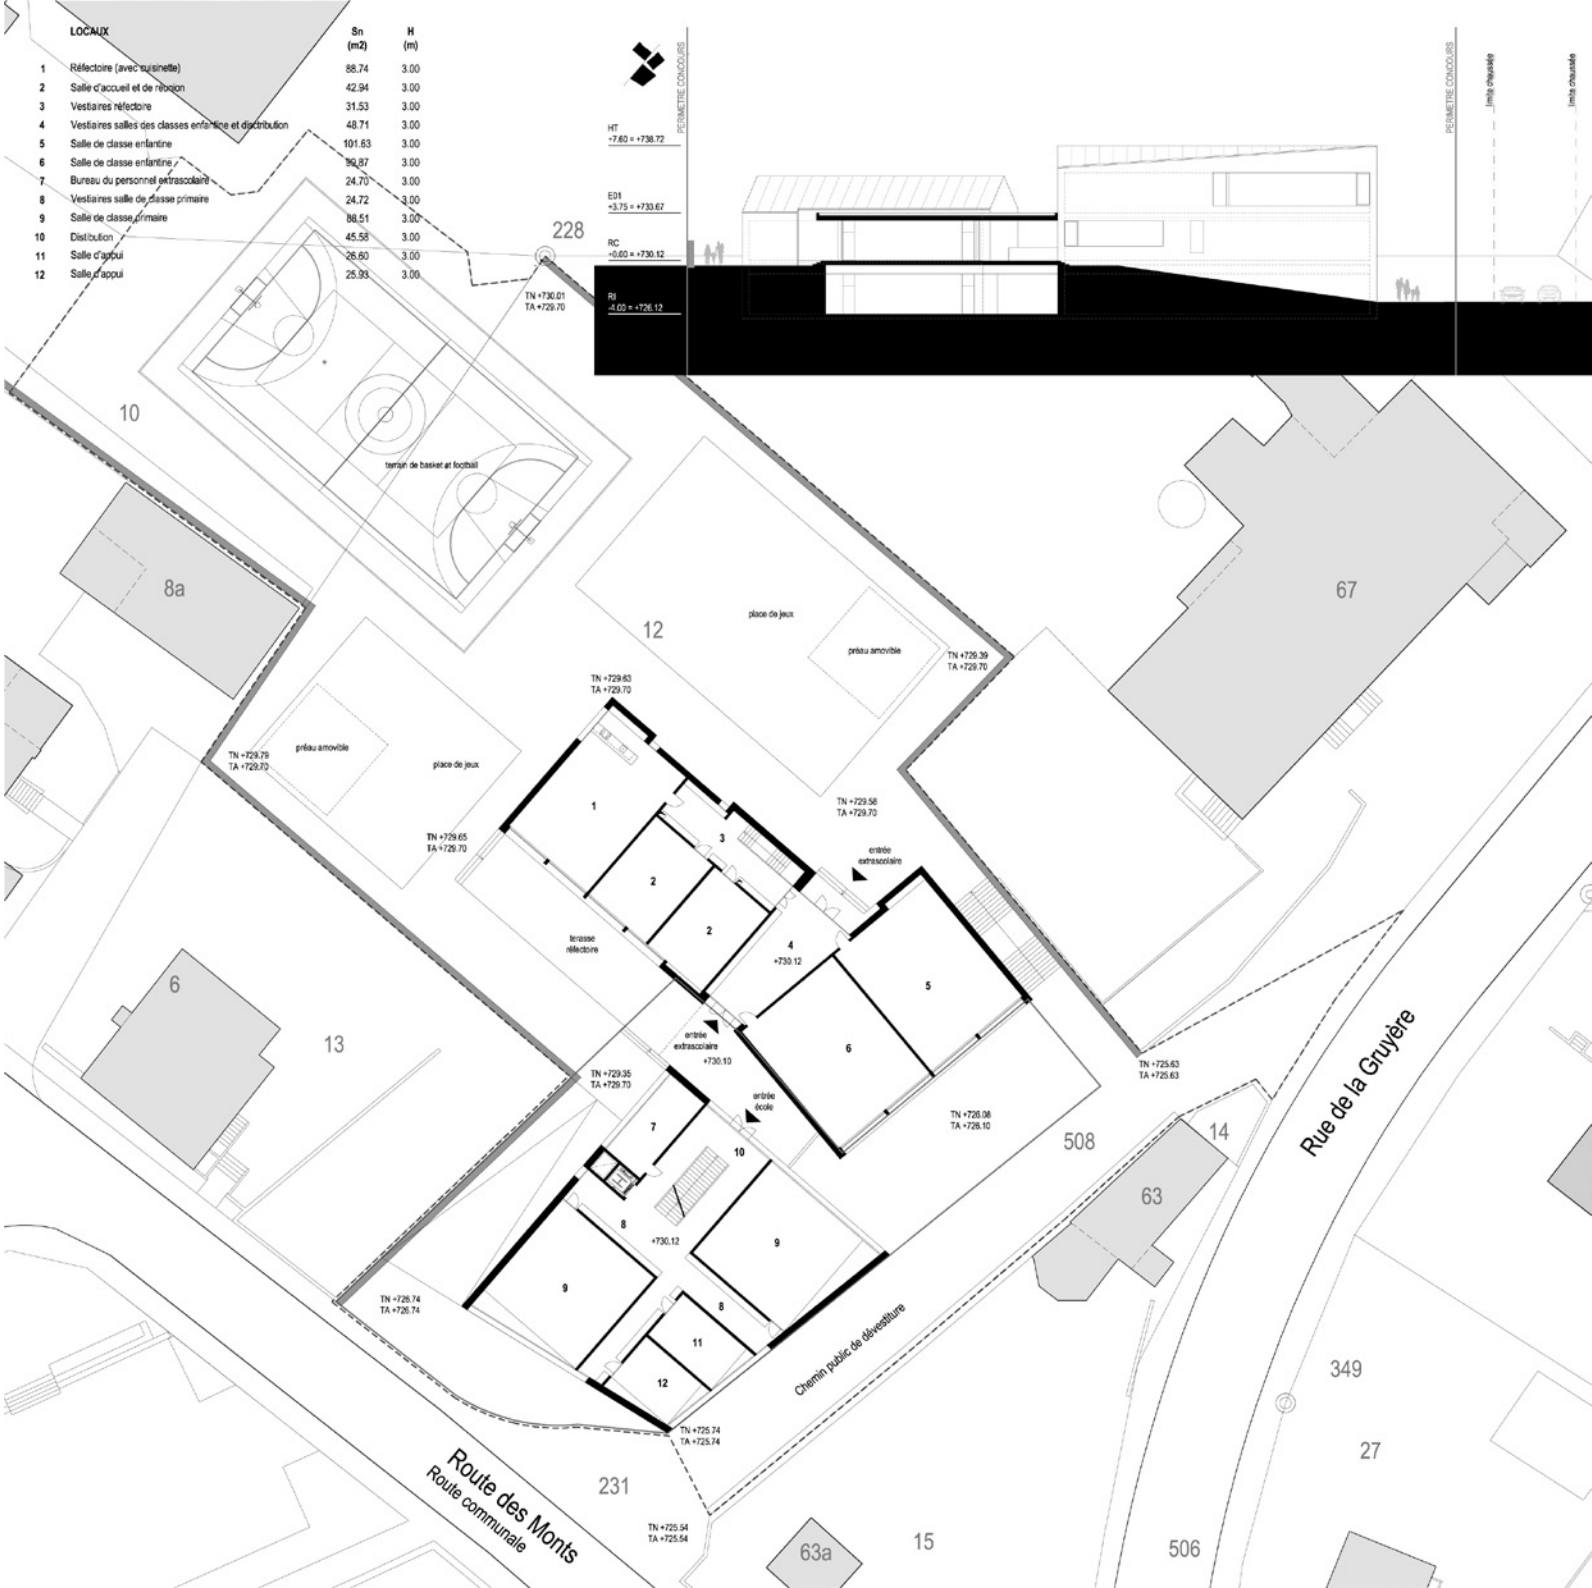 LOCAUX Sn H
(m2) (m)
1 Réfectoire (avec cuisinette) 88.74 3.00
2 Salle d'accueil et de réunion 42.94 3.00
3 Vestiaires réfectoire 31.53 3.00
4 Vestiaires salles des classes enfantine et disctribution 48.71 3.00
5 Salle de classe enfantine 101.63 3.00
6 Salle de classe enfantine 99.87 3.00
7 Bureau du personnel extrascolaire 24.70 3.00
8 Vestiaires salle de classe primaire 24.72 3.00
9 Salle de classe primaire 88.51 3.00
10 Distibution 45.58 3.00
11 Salle d'appui 26.60 3.00
12 Salle d'appui 25.93 3.00
PERIMETRE CONCOURS
PERIMETRE CONCOURS
limite chaussée
limite chaussée
HT
+7.60 = +738.72
E01
+3.75 = +733.67
RC
+0.00 = +730.12
RI
-4.00 = +726.12
228
TN +730.01
TA +729.70
10
terrain de basket et football
8a
67
12
place de jeux
préau amovible
TN +729.39
TA +729.70
TN +729.63
TA +729.70
préau amovible
place de jeux
TN +729.79
TA +729.70
TN +729.65
TA +729.70
TN +729.58
TA +729.70
1
3
entrée
extrascolaire
2
2
terasse
réfectoire
4
+730.12
5
6
6
13
entrée
extrascolaire
+730.10
TN +729.35
TA +729.70
entrée
école
TN +725.63
TA +725.63
TN +726.08
TA +726.10
508
14
63
Rue de la Gruyère
7
10
8
+730.12
9
9
8
11
12
TN +726.74
TA +726.74
Chemin public de dévestiture
349
27
TN +725.74
TA +725.74
Route des Monts
Route communale
231
TN +725.54
TA +725.54
63a
15
506